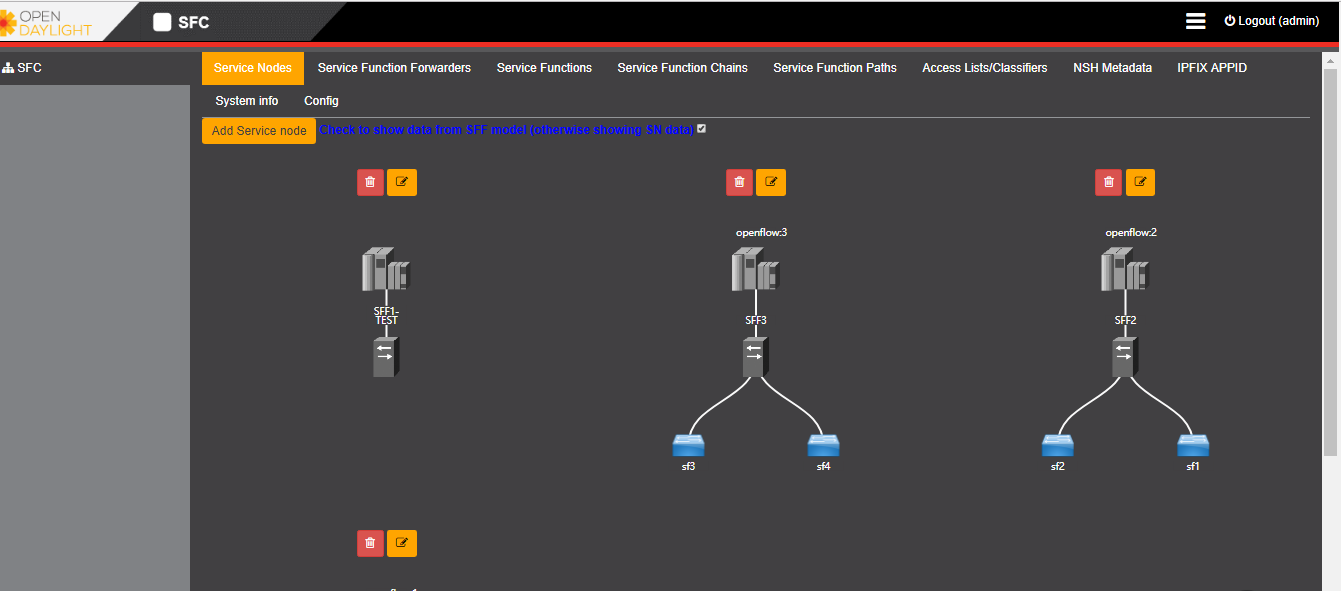 OPEN
DAYLIGHT
SFC
Logout (admin)
SFC
Service Nodes Service Function Forwarders Service Functions Service Function Chains Service Function Paths Access Lists/Classifiers NSH Metadata IPFIX APPID
System info Config
Add Service node Check to show data from SFF model (otherwise showing SN data)
openflow:3 openflow:2
SFF1-
TEST SFF3 SFF2
sf3 sf4 sf2 sf1